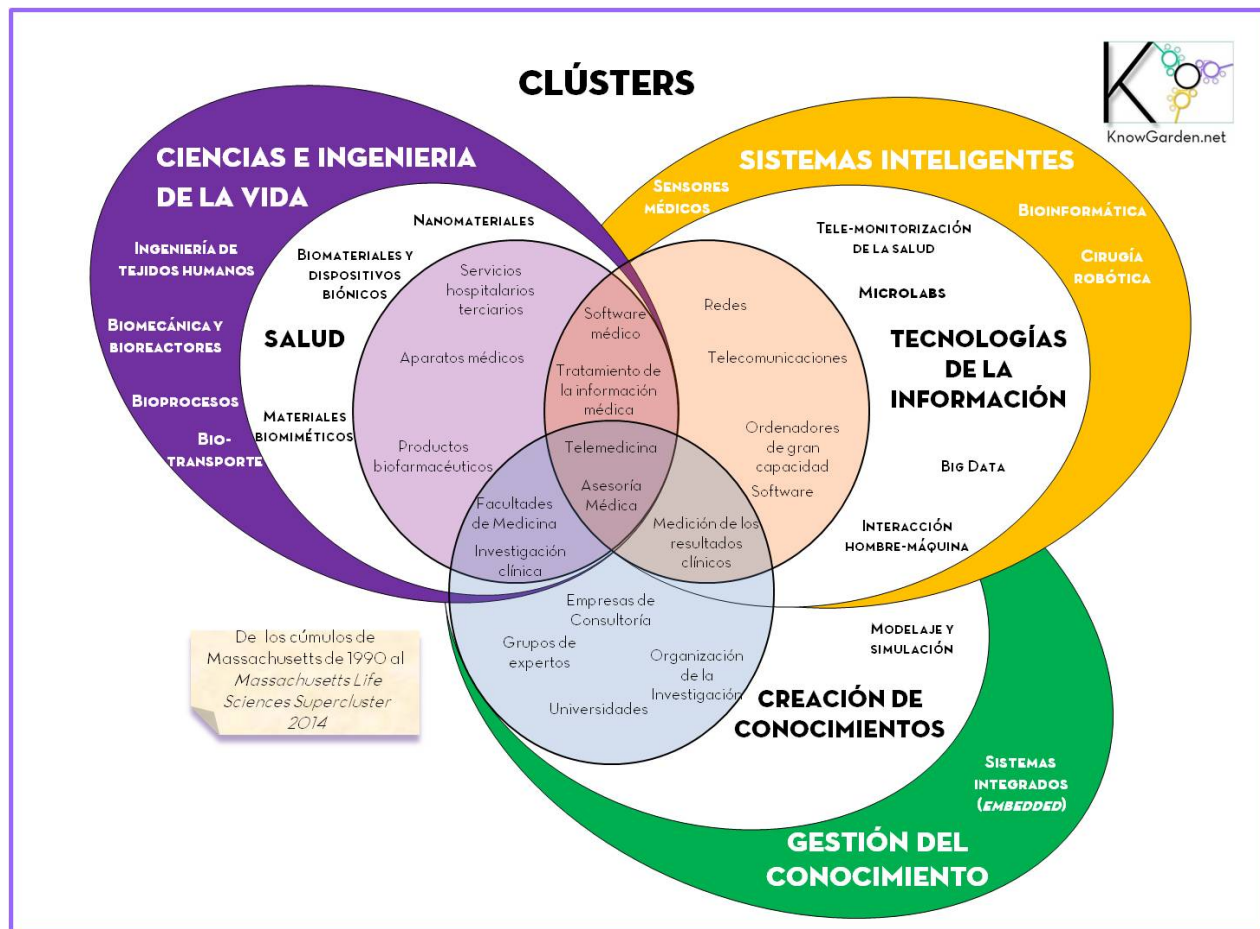 CLÚSTERS
K
KnowGarden.net
CIENCIAS E INGENIERIA
DE LA VIDA
INGENIERÍA DE
TEJIDOS HUMANOS
BIOMECÁNICA Y
BIOREACTORES
BIOPROCESOS
BIO-
TRANSPORTE
NANOMATERIALES
BIOMATERIALES Y
DISPOSITIVOS
BIÓNICOS
SALUD
MATERIALES
BIOMIMÉTICOS
Servicios
hospitalarios
terciarios
Aparatos médicos
Productos
biofarmacéuticos
Software
médico
Tratamiento de
la información
médica
Telemedicina
Asesoría
Médica
Facultades
de Medicina
Investigación
clínica
Medición de los
resultados
clínicos
SISTEMAS INTELIGENTES
SENSORES
MÉDICOS
BIOINFORMÁTICA
CIRUGÍA
ROBÓTICA
TELE-MONITORIZACIÓN
DE LA SALUD
MICROLABS
TECNOLOGÍAS
DE LA
INFORMACIÓN
BIG DATA
INTERACCIÓN
HOMBRE-MÁQUINA
Redes
Telecomunicaciones
Ordenadores
de gran
capacidad
Software
Empresas de
Consultoría
Grupos de
expertos
Organización
de la
Investigación
Universidades
MODELAJE Y
SIMULACIÓN
CREACIÓN DE
CONOCIMIENTOS
SISTEMAS
INTEGRADOS
(EMBEDDED)
GESTIÓN DEL
CONOCIMIENTO
De los cúmulos de
Massachusetts de 1990 al
Massachusetts Life
Sciences Supercluster
2014